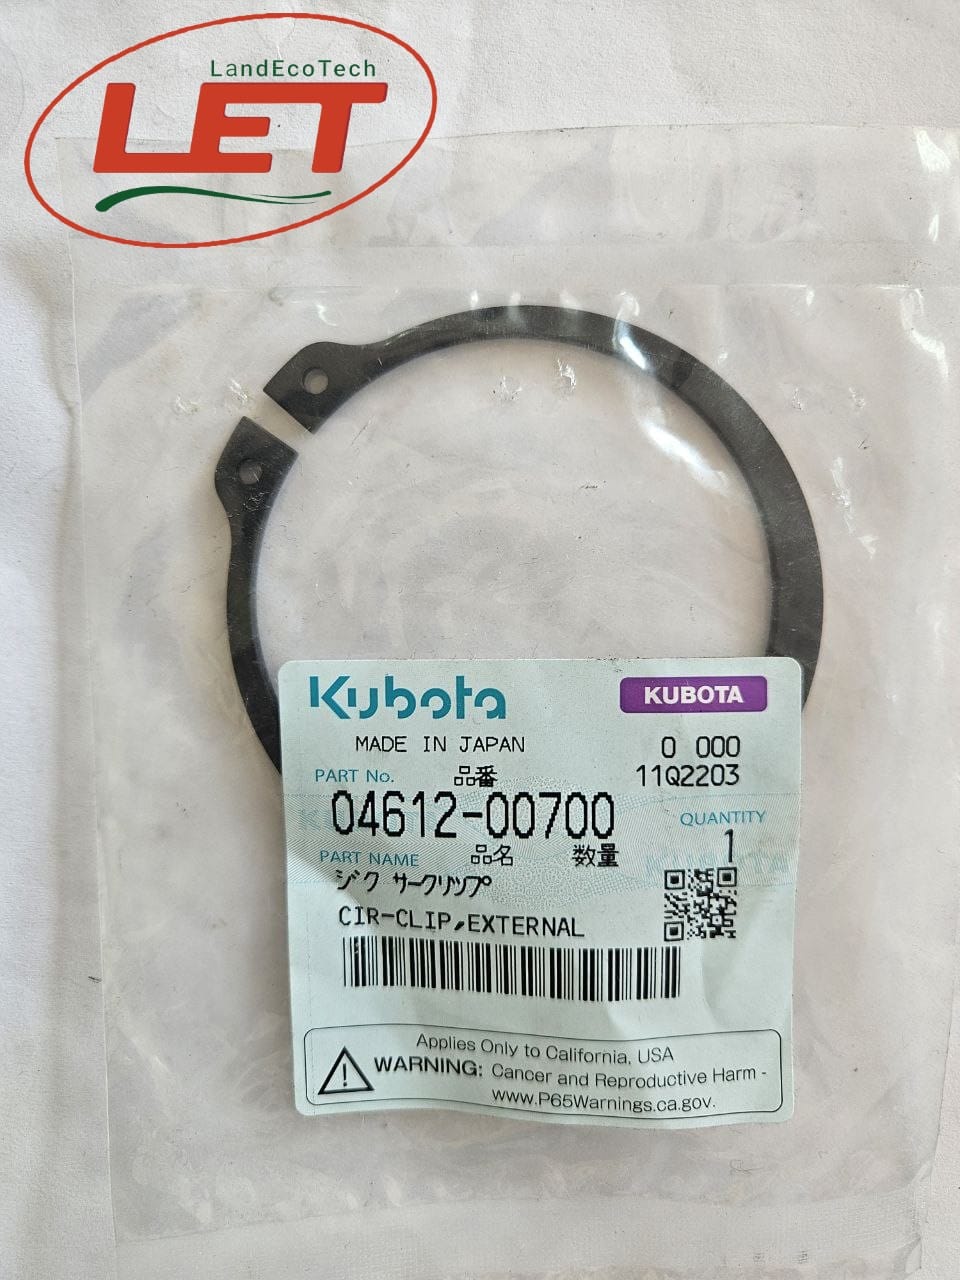 LandEcoTech
LET
Kubota
KUBOTA
MADE IN JAPAN
0 000
PART No.
品番
11Q2203
04612-00700
QUANTITY
1
PART NAME
品名
数量
ジク サークリップ
CIR-CLIP,EXTERNAL
Applies Only to California, USA
WARNING: Cancer and Reproductive Harm -
www.P65Warnings.ca.gov.